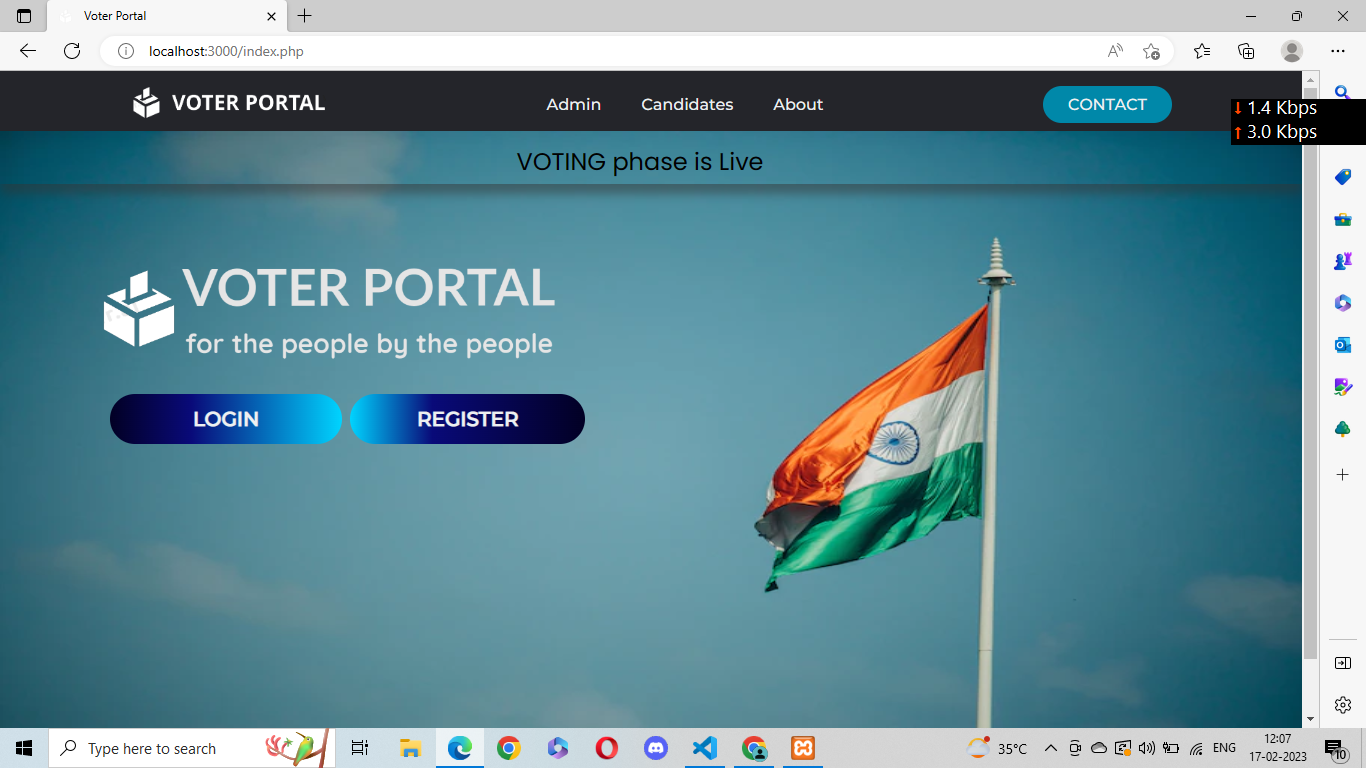 Voter Portal
localhost:3000/index.php
VOTER PORTAL
Admin
Candidates
About
CONTACT
↓ 1.4 Kbps
↑ 3.0 Kbps
VOTING phase is Live
VOTER PORTAL
for the people by the people
LOGIN
REGISTER
Type here to search
35°C
ENG
12:07
17-02-2023
10